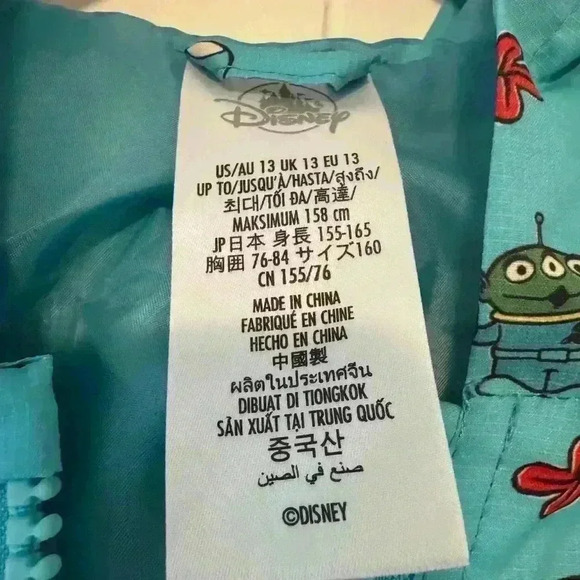 Disney
US/AU 13 UK 13 EU 13
UP TO/JUSQU'À/HASTA/สูงถึง/
최대/TỐI ĐA/高達/
MAKSIMUM 158 cm
JP日本 身長 155-165
胸囲 76-84 サイズ160
CN 155/76
MADE IN CHINA
FABRIQUÉ EN CHINE
HECHO EN CHINA
中國製
ผลิตในประเทศจีน
DIBUAT DI TIONGKOK
SẢN XUẤT TẠI TRUNG QUỐC
중국산
صنع في الصين
©DISNEY